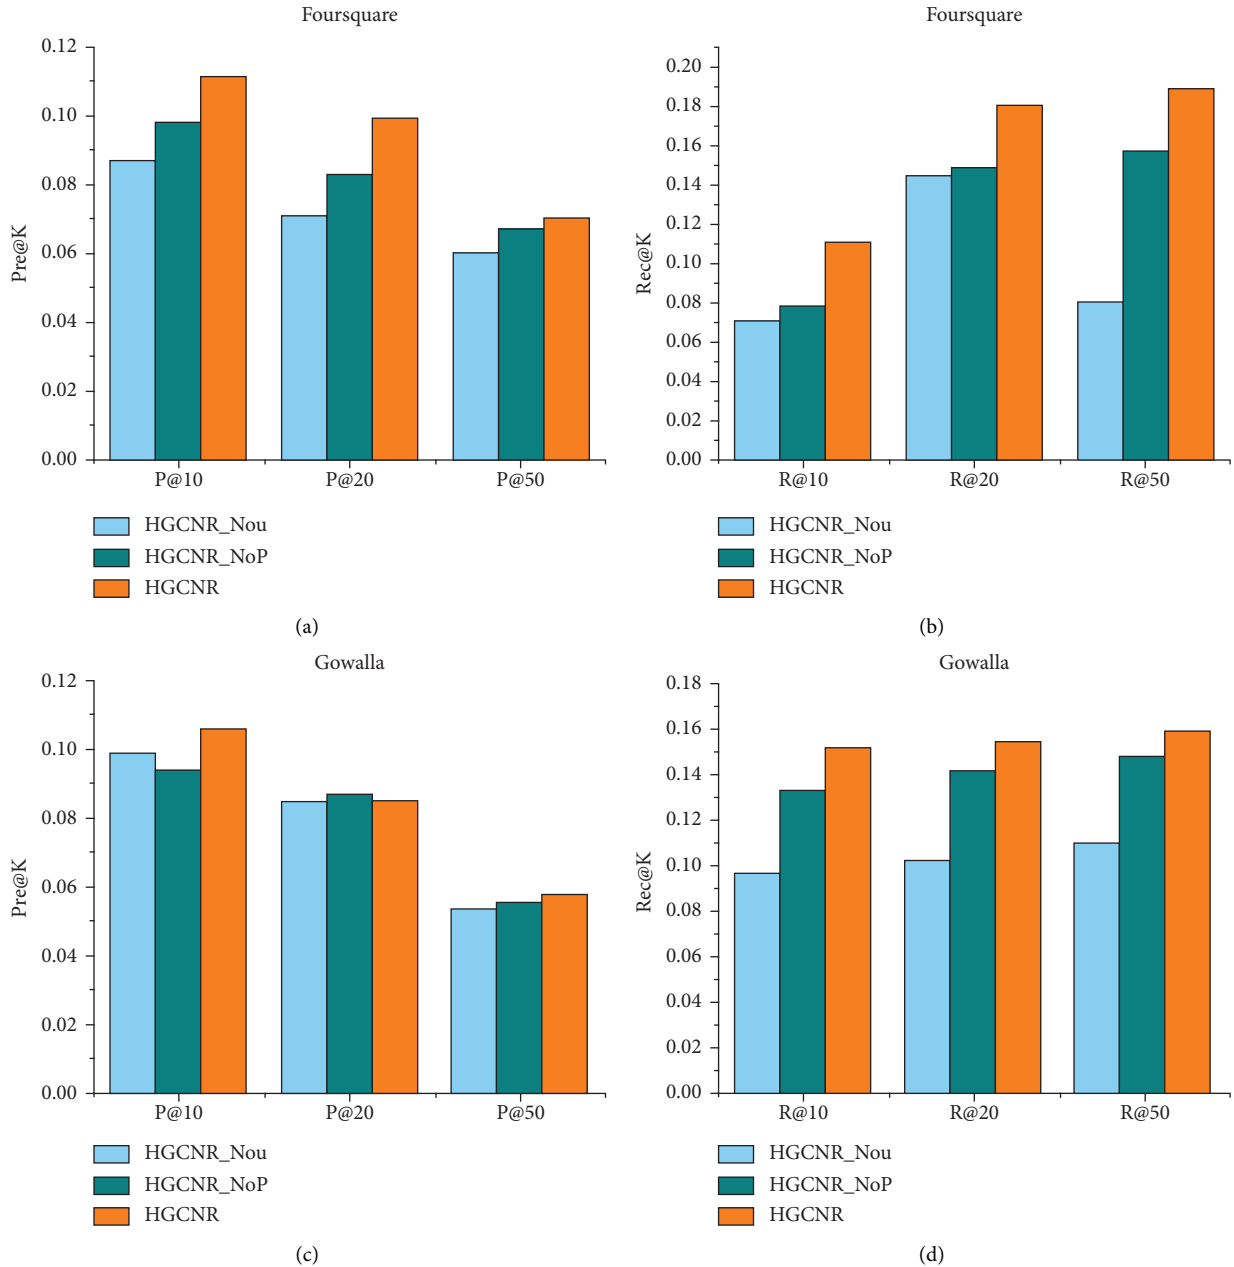 Foursquare
0.12
0.10
0.08
0.06
0.04
0.02
0.00
Pre@K
P@10 P@20 P@50
HGCNR_Nou
HGCNR_NoP
HGCNR
(a)
Foursquare
0.20
0.18
0.16
0.14
0.12
0.10
0.08
0.06
0.04
0.02
0.00
Rec@K
R@10 R@20 R@50
HGCNR_Nou
HGCNR_NoP
HGCNR
(b)
Gowalla
0.12
0.10
0.08
0.06
0.04
0.02
0.00
Pre@K
P@10 P@20 P@50
HGCNR_Nou
HGCNR_NoP
HGCNR
(c)
Gowalla
0.18
0.16
0.14
0.12
0.10
0.08
0.06
0.04
0.02
0.00
Rec@K
R@10 R@20 R@50
HGCNR_Nou
HGCNR_NoP
HGCNR
(d)